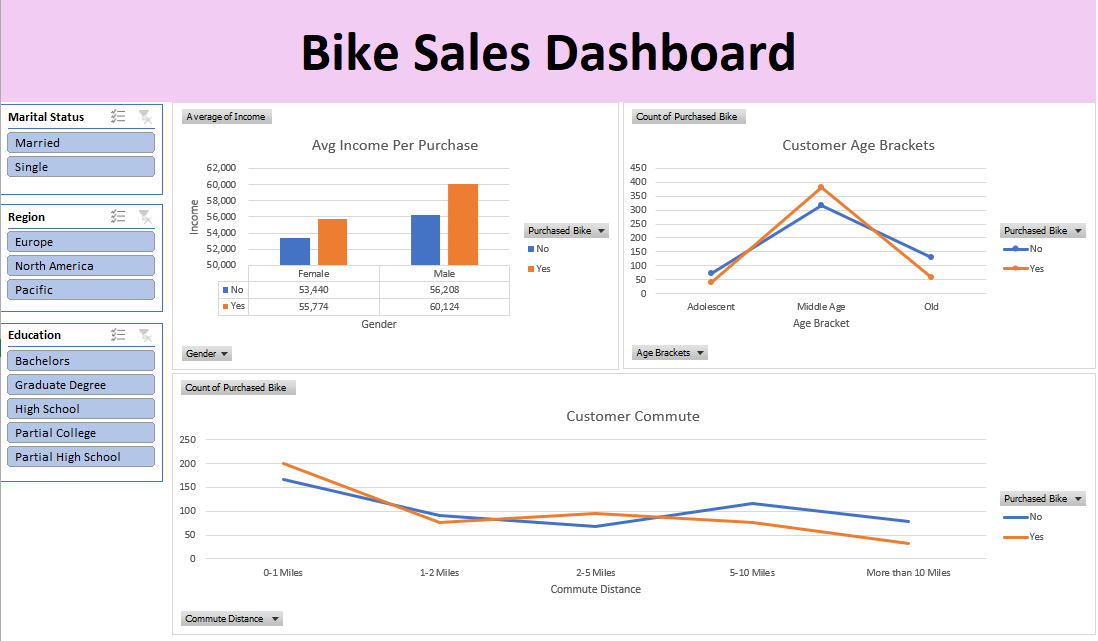 Bike Sales Dashboard
Marital Status
Married
Single
Region
Europe
North America
Pacific
Education
Bachelors
Graduate Degree
High School
Partial College
Partial High School
Average of Income
Avg Income Per Purchase
62,000
60,000
58,000
56,000
54,000
52,000
50,000
Income
Female Male
No 53,440 56,208
Yes 55,774 60,124
Gender
Purchased Bike
No
Yes
Gender
Count of Purchased Bike
Customer Age Brackets
450
400
350
300
250
200
150
100
50
0
Adolescent Middle Age Old
Age Bracket
Purchased Bike
No
Yes
Age Brackets
Count of Purchased Bike
Customer Commute
250
200
150
100
50
0
0-1 Miles 1-2 Miles 2-5 Miles 5-10 Miles More than 10 Miles
Commute Distance
Purchased Bike
No
Yes
Commute Distance